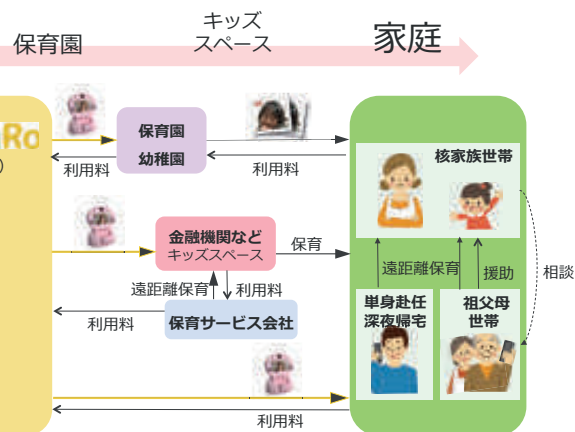 保育園
キッズ
スペース
家庭
Ro
)
保育園
幼稚園
利用料
利用料
核家族世帯
金融機関など
キッズスペース
保育
遠距離保育
利用料
利用料
保育サービス会社
遠距離保育
援助
相談
単身赴任
深夜帰宅
祖父母
世帯
利用料